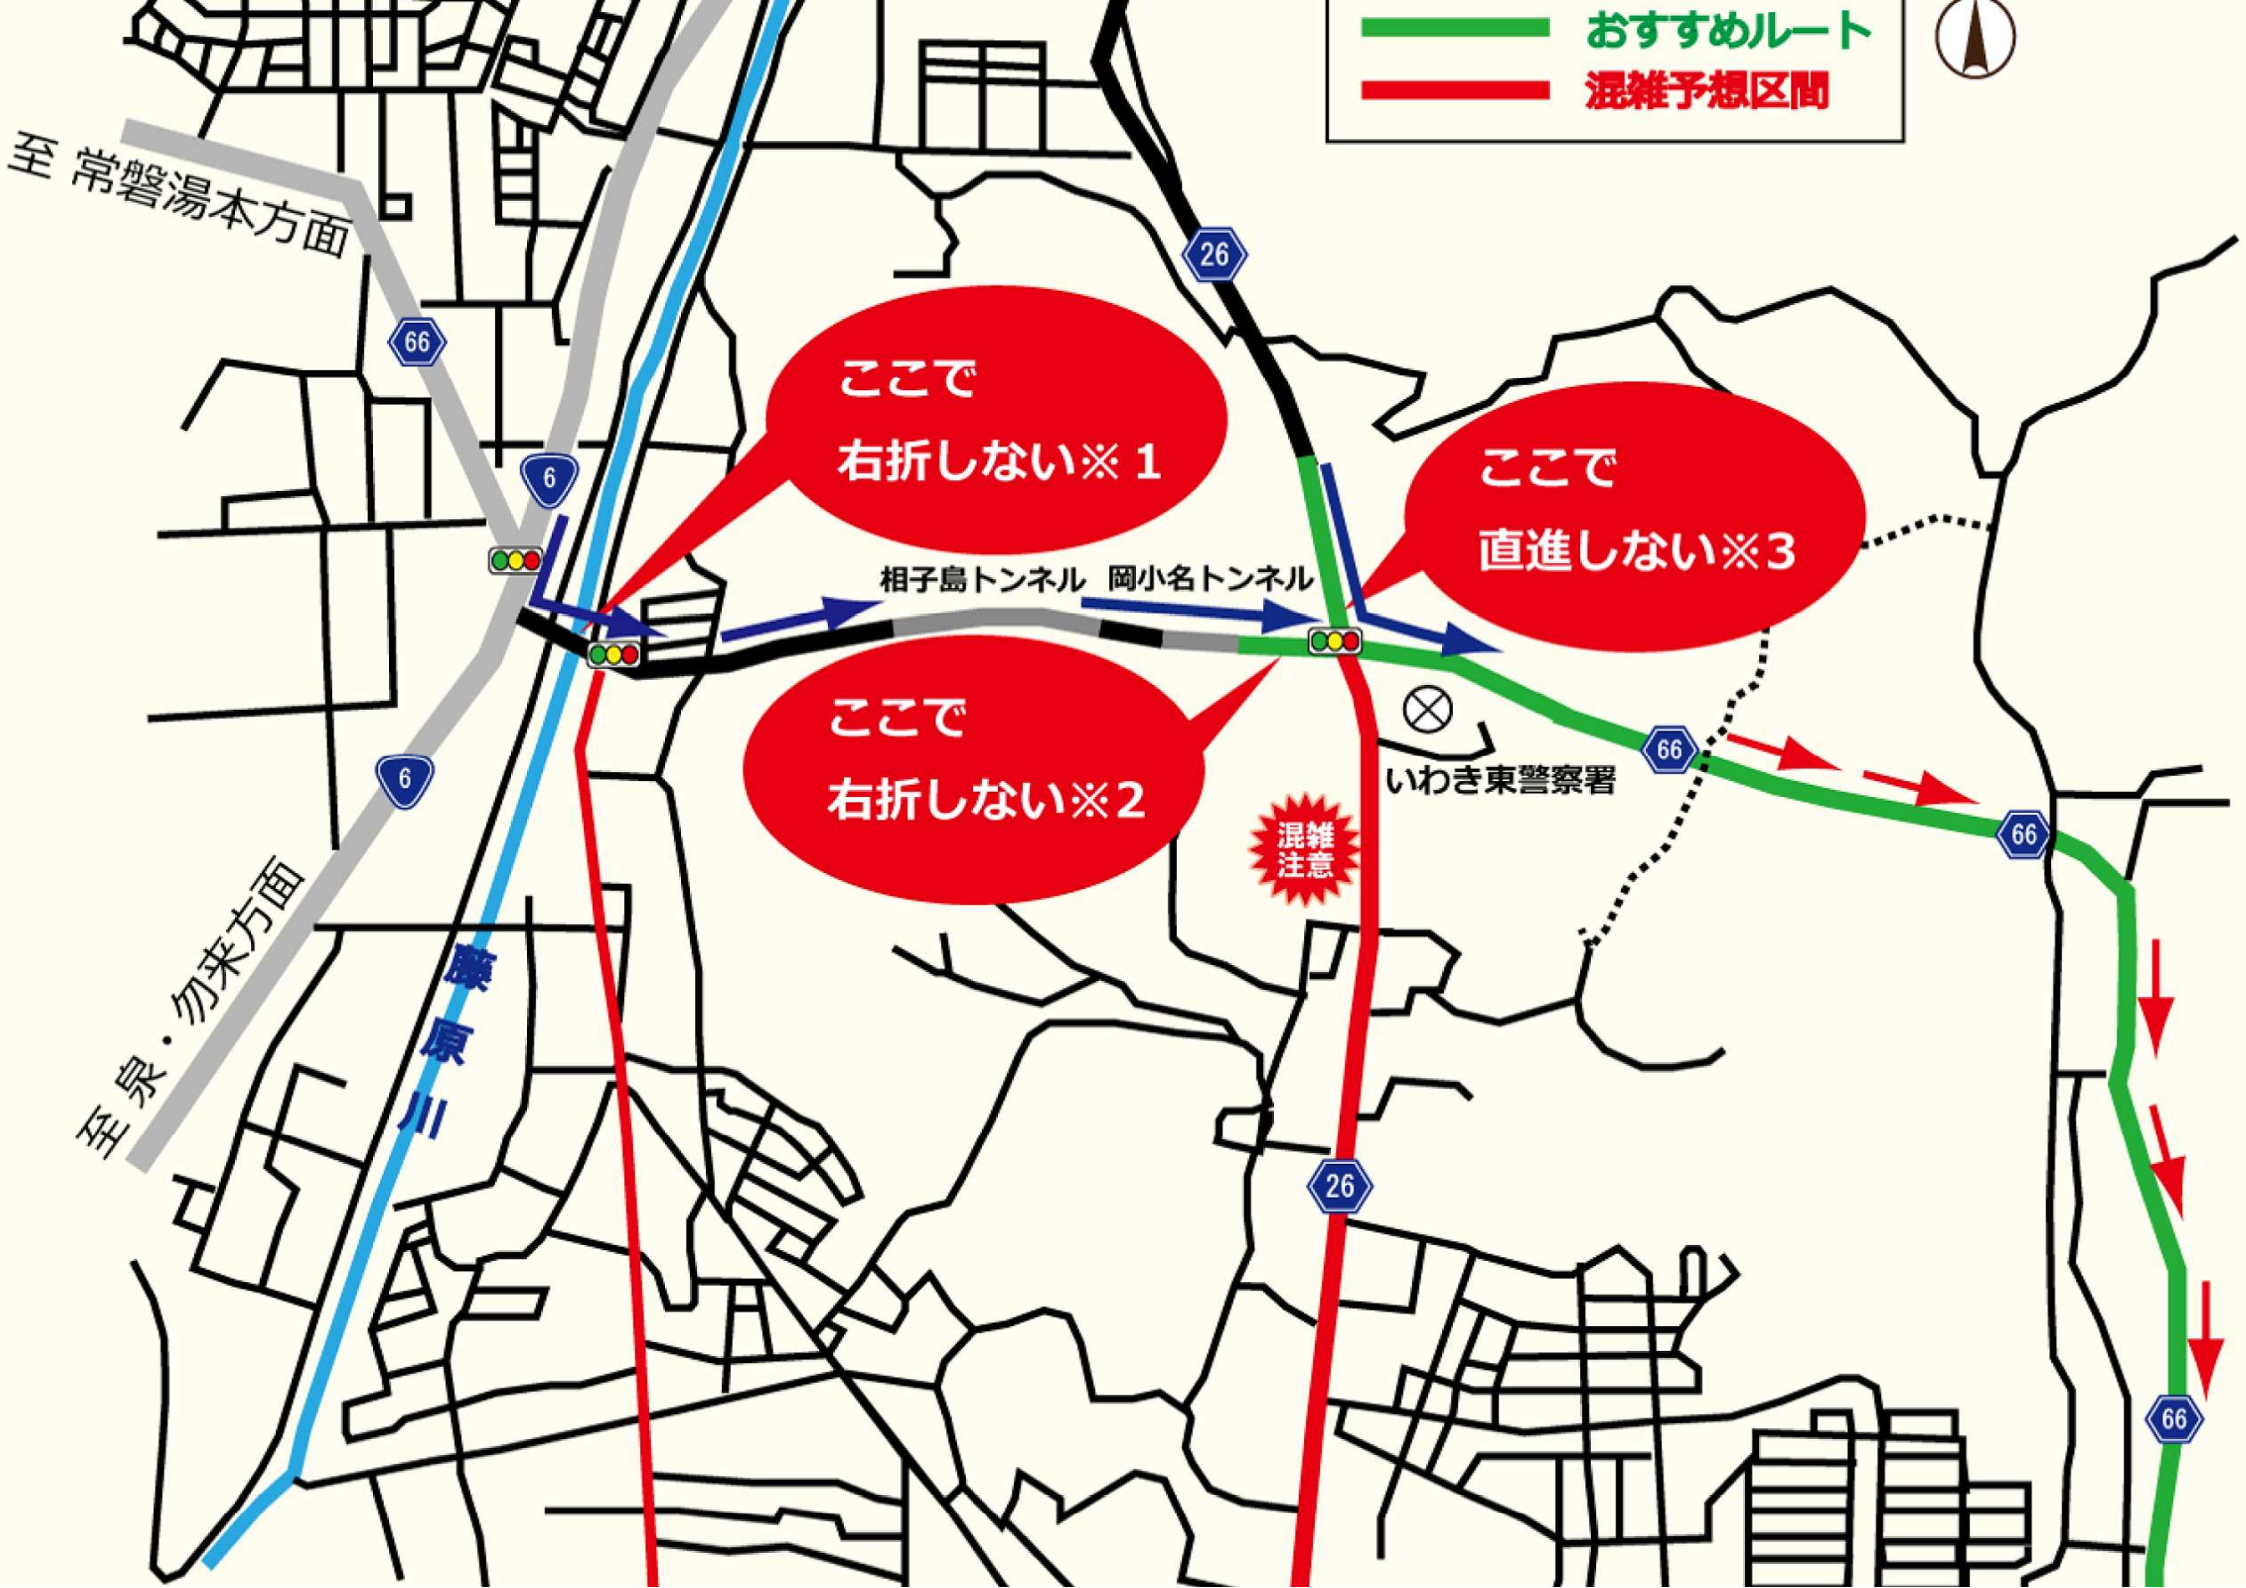 おすすめルート
混雑予想区間
至 常磐湯本方面
26
66
ここで
右折しない※1
ここで
直進しない※3
6
相子島トンネル
岡小名トンネル
ここで
右折しない※2
いわき東警察署
66
66
6
混雑
注意
至 泉・勿来方面
藤原川
26
66